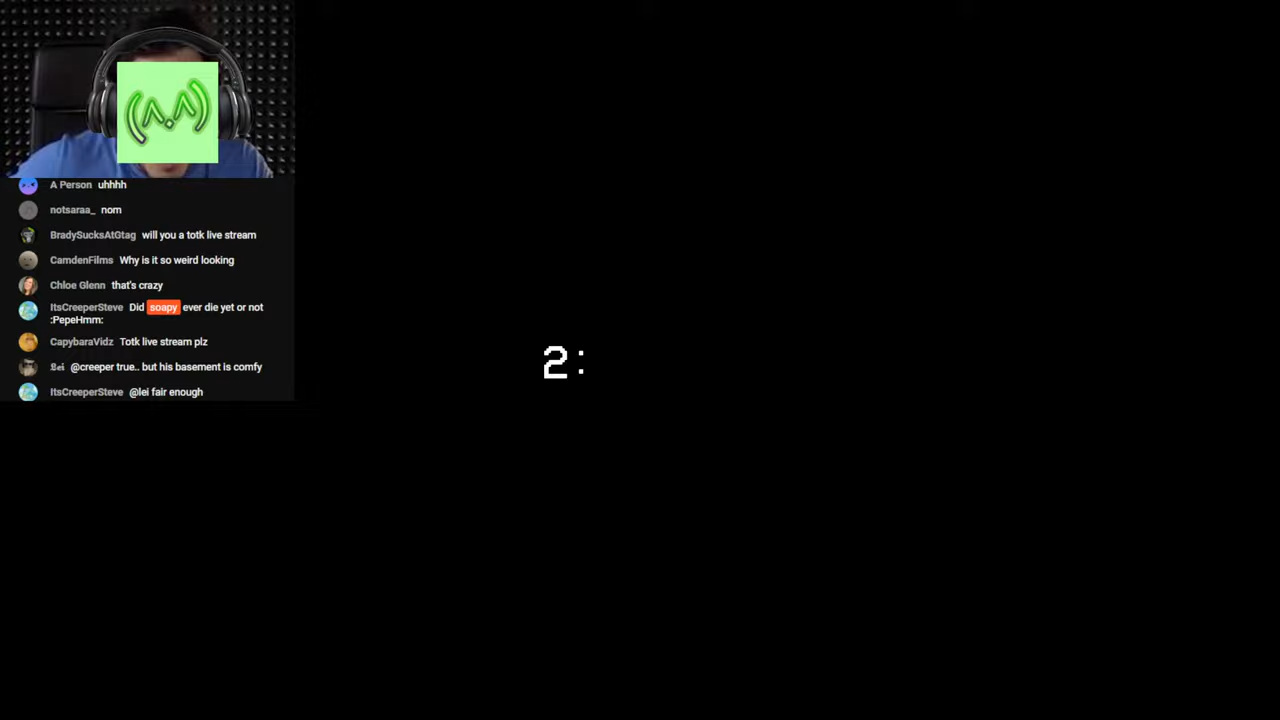 (^.^)
A Person uhhhh
notsaraa_ nom
BradySucksAtGtag will you a totk live stream
CamdenFilms Why is it so weird looking
Chloe Glenn that's crazy
ItsCreeperSteve Did soapy ever die yet or not
:PepeHmm:
CapybaraVidz Totk live stream plz
𝕷𝖊𝖎 @creeper true.. but his basement is comfy
ItsCreeperSteve @lei fair enough
2: